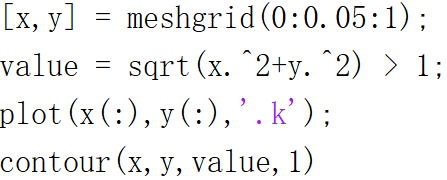 [x,y] = meshgrid(0:0.05:1);
value = sqrt(x.^2+y.^2) > 1;
plot(x(:),y(:),'.k');
contour(x,y,value,1)